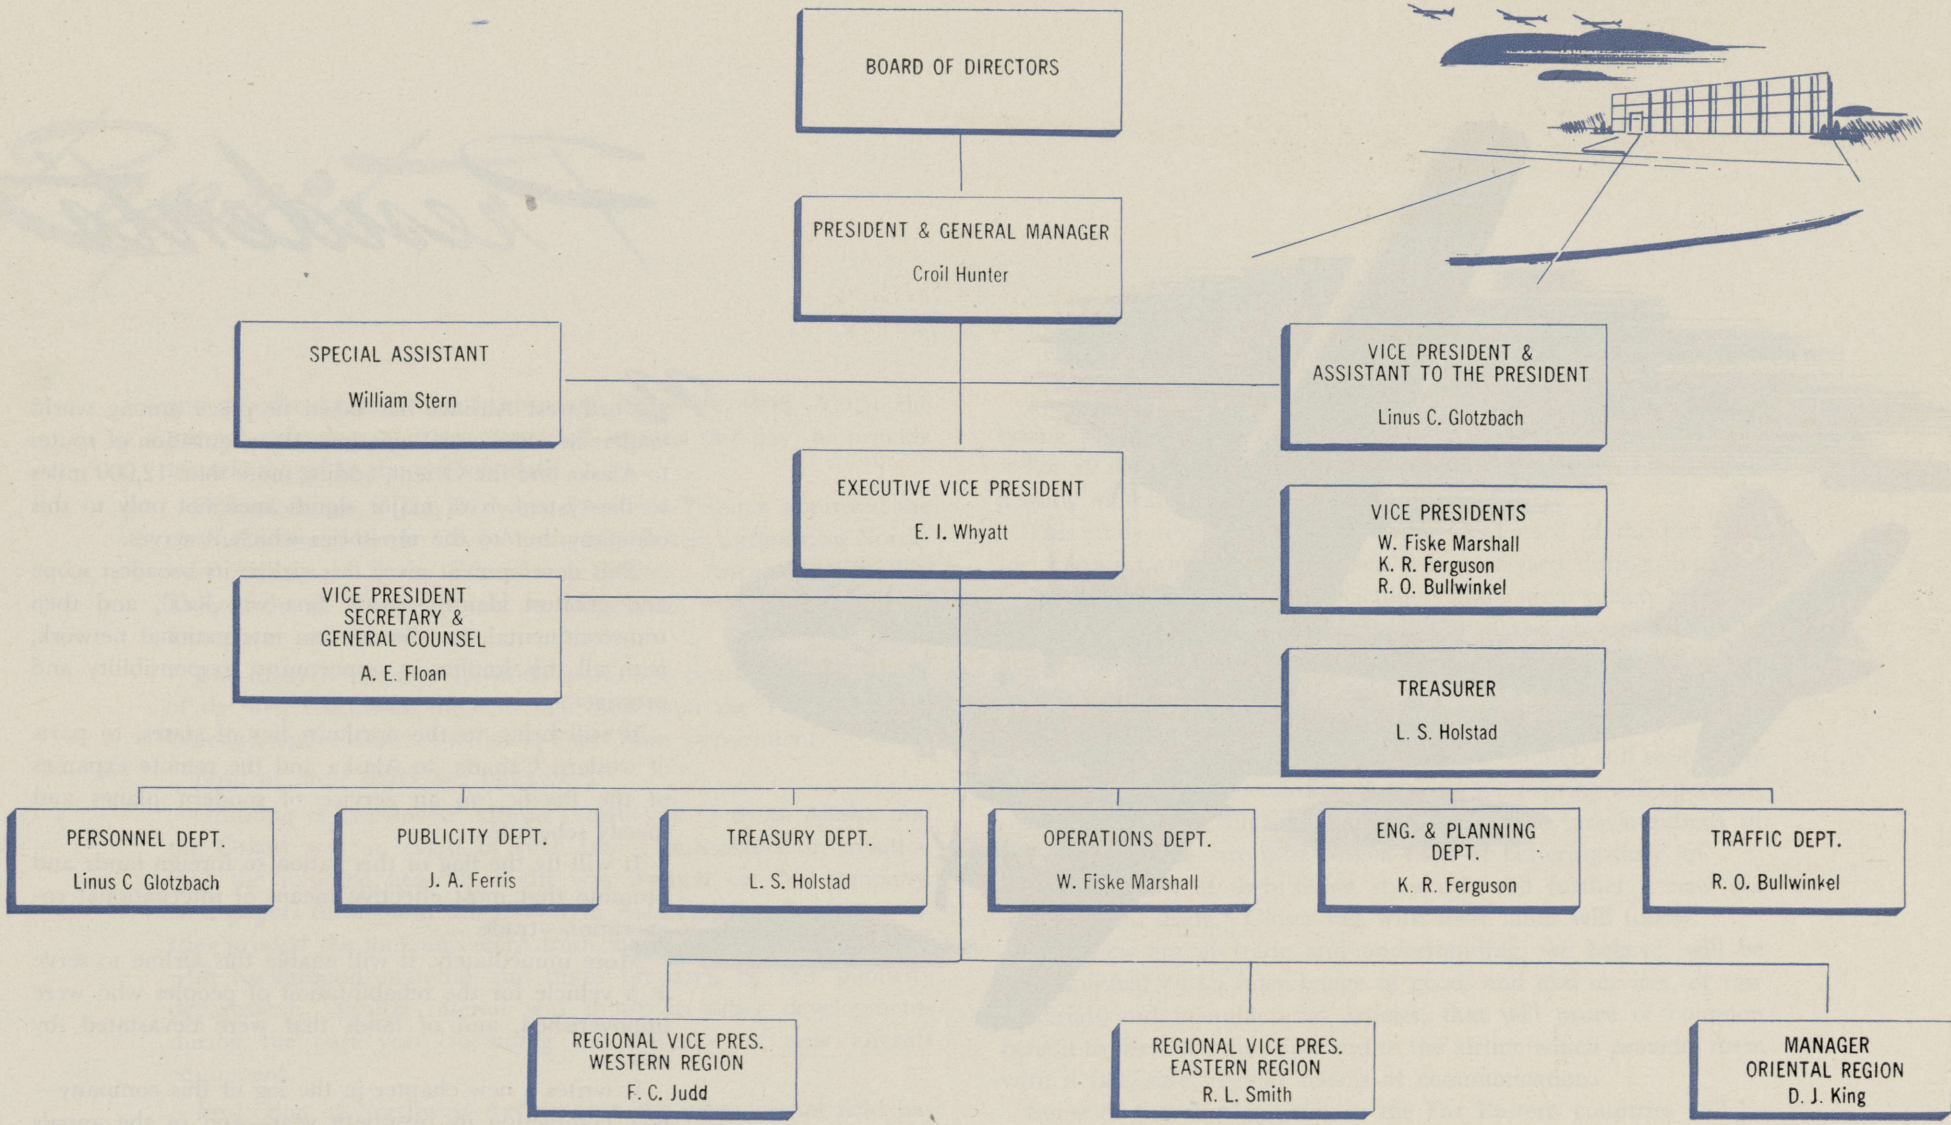 BOARD OF DIRECTORS
PRESIDENT & GENERAL MANAGER
Croil Hunter
SPECIAL ASSISTANT
William Stern
VICE PRESIDENT &
ASSISTANT TO THE PRESIDENT
Linus C. Glotzbach
EXECUTIVE VICE PRESIDENT
E. I. Whyatt
VICE PRESIDENTS
W. Fiske Marshall
K. R. Ferguson
R. O. Bullwinkel
VICE PRESIDENT
SECRETARY &
GENERAL COUNSEL
A. E. Floan
TREASURER
L. S. Holstad
PERSONNEL DEPT.
Linus C Glotzbach
PUBLICITY DEPT.
J. A. Ferris
TREASURY DEPT.
L. S. Holstad
OPERATIONS DEPT.
W. Fiske Marshall
ENG. & PLANNING
DEPT.
K. R. Ferguson
TRAFFIC DEPT.
R. O. Bullwinkel
REGIONAL VICE PRES.
WESTERN REGION
F. C. Judd
REGIONAL VICE PRES.
EASTERN REGION
R. L. Smith
MANAGER
ORIENTAL REGION
D. J. King